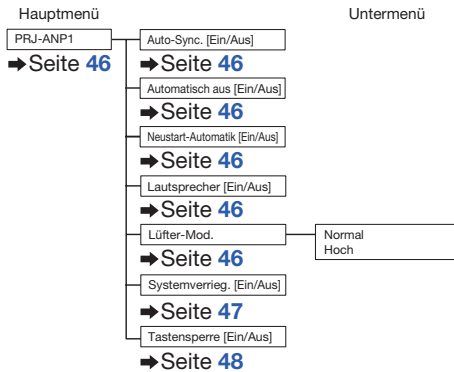 Hauptmenü
Untermenü
PRJ-ANP1
➡Seite 46
Auto-Sync. [Ein/Aus]
➡Seite 46
Automatisch aus [Ein/Aus]
➡Seite 46
Neustart-Automatik [Ein/Aus]
➡Seite 46
Lautsprecher [Ein/Aus]
➡Seite 46
Lüfter-Mod.
➡Seite 46
Normal
Hoch
Systemverrieg. [Ein/Aus]
➡Seite 47
Tastensperre [Ein/Aus]
➡Seite 48